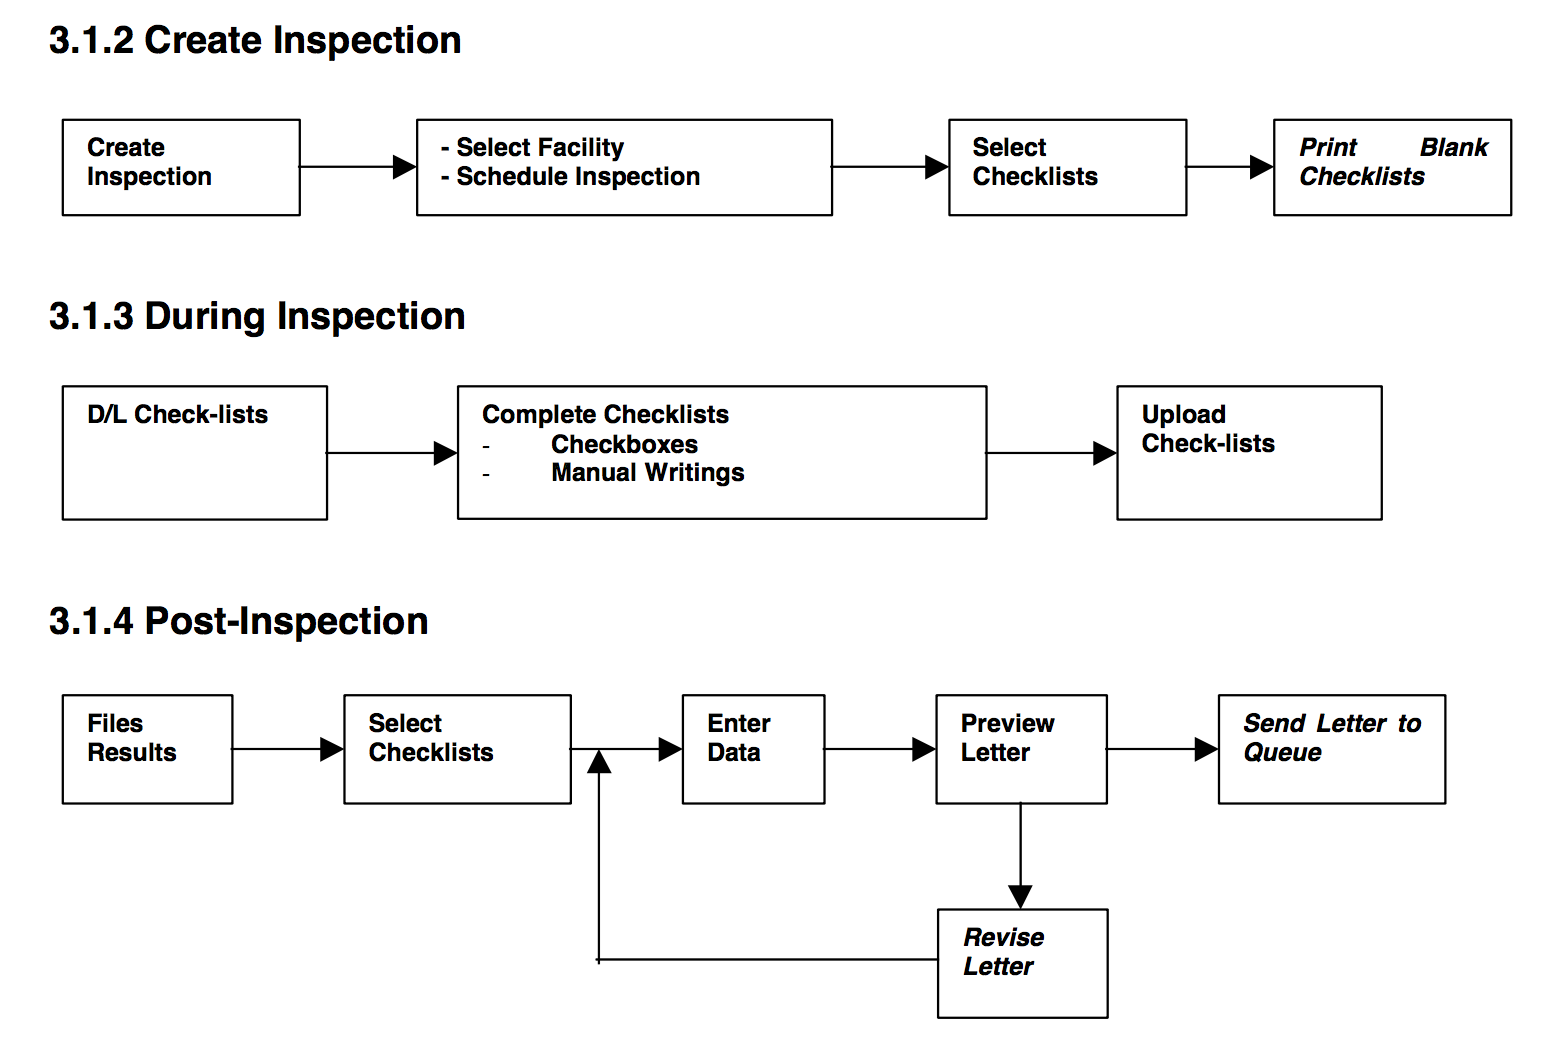 3.1.2 Create Inspection
Create
Inspection
- Select Facility
- Schedule Inspection
Select
Checklists
Print Blank
Checklists
3.1.3 During Inspection
D/L Check-lists
Complete Checklists
- Checkboxes
- Manual Writings
Upload
Check-lists
3.1.4 Post-Inspection
Files
Results
Select
Checklists
Enter
Data
Preview
Letter
Send Letter to
Queue
Revise
Letter